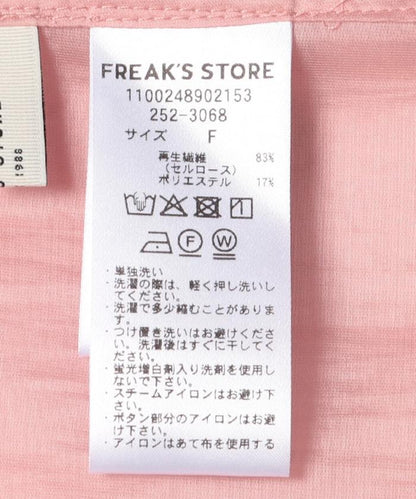 FREAK'S STORE
1100248902153
252-3068
サイズ F
再生繊維 83%
(セルロース)
ポリエステル 17%
F W
・単独洗い
・洗濯の際は、軽く押し洗いし
てください。
・洗濯で多少縮むことがありま
す。
・つけ置き洗いはお避けくださ
い。洗濯後はすぐに干してく
ださい。
・蛍光増白剤入り洗剤を使用し
ないで下さい。
・スチームアイロンはお避け下
さい。
・ボタン部分のアイロンはお避
け下さい。
・アイロンはあて布を使用して
1988